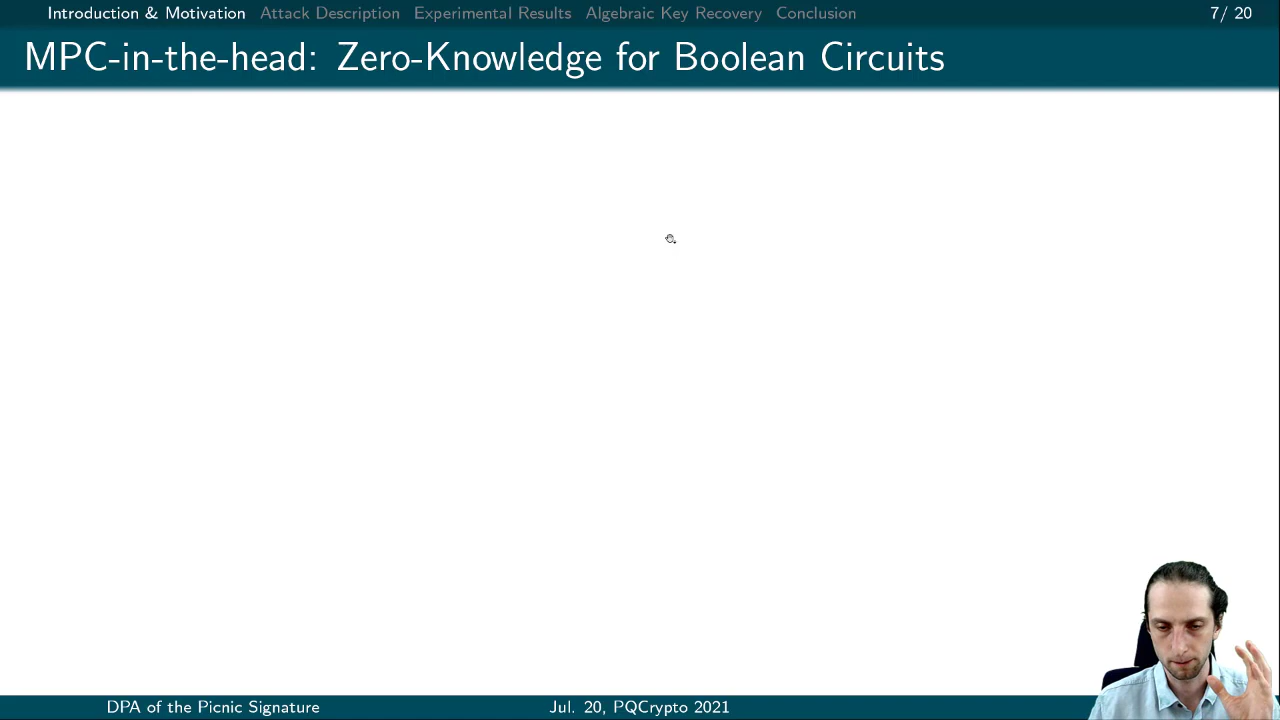 Introduction & Motivation Attack Description Experimental Results Algebraic Key Recovery Conclusion 7/ 20
MPC-in-the-head: Zero-Knowledge for Boolean Circuits
DPA of the Picnic Signature Jul. 20, PQCrypto 2021